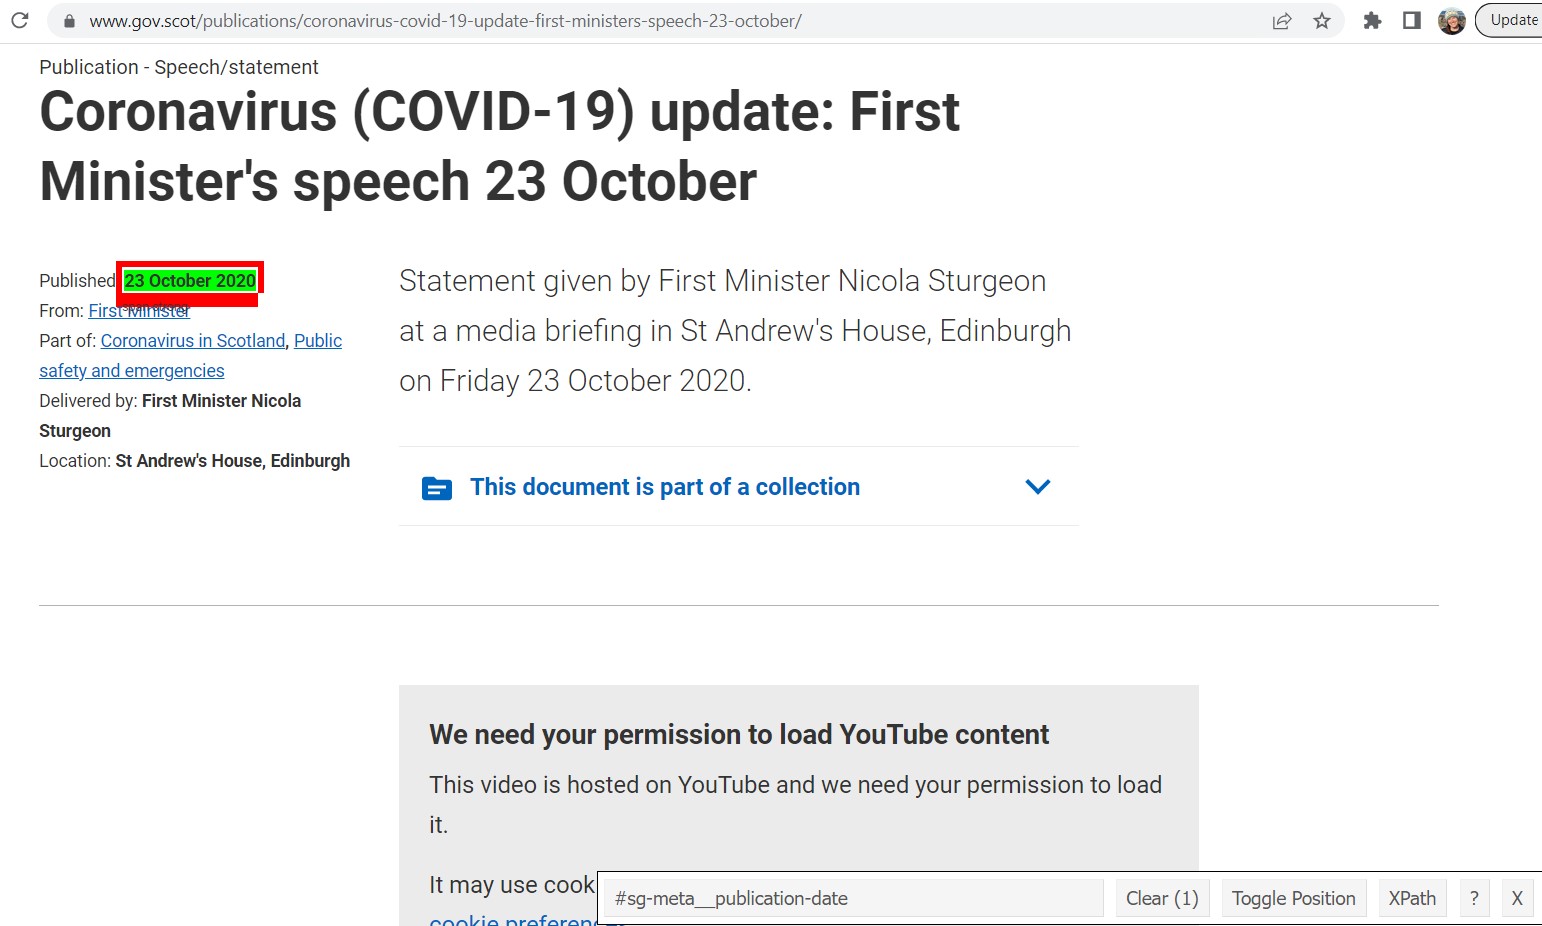 www.gov.scot/publications/coronavirus-covid-19-update-first-ministers-speech-23-october/
Update
Publication - Speech/statement
Coronavirus (COVID-19) update: First
Minister's speech 23 October
Published: 23 October 2020
From: First Minister
Part of: Coronavirus in Scotland, Public
safety and emergencies
Delivered by: First Minister Nicola
Sturgeon
Location: St Andrew's House, Edinburgh
Statement given by First Minister Nicola Sturgeon
at a media briefing in St Andrew's House, Edinburgh
on Friday 23 October 2020.
This document is part of a collection
We need your permission to load YouTube content
This video is hosted on YouTube and we need your permission to load
it.
It may use cook
cookie preferenc
#sg-meta__publication-date
Clear (1)
Toggle Position
XPath
?
X